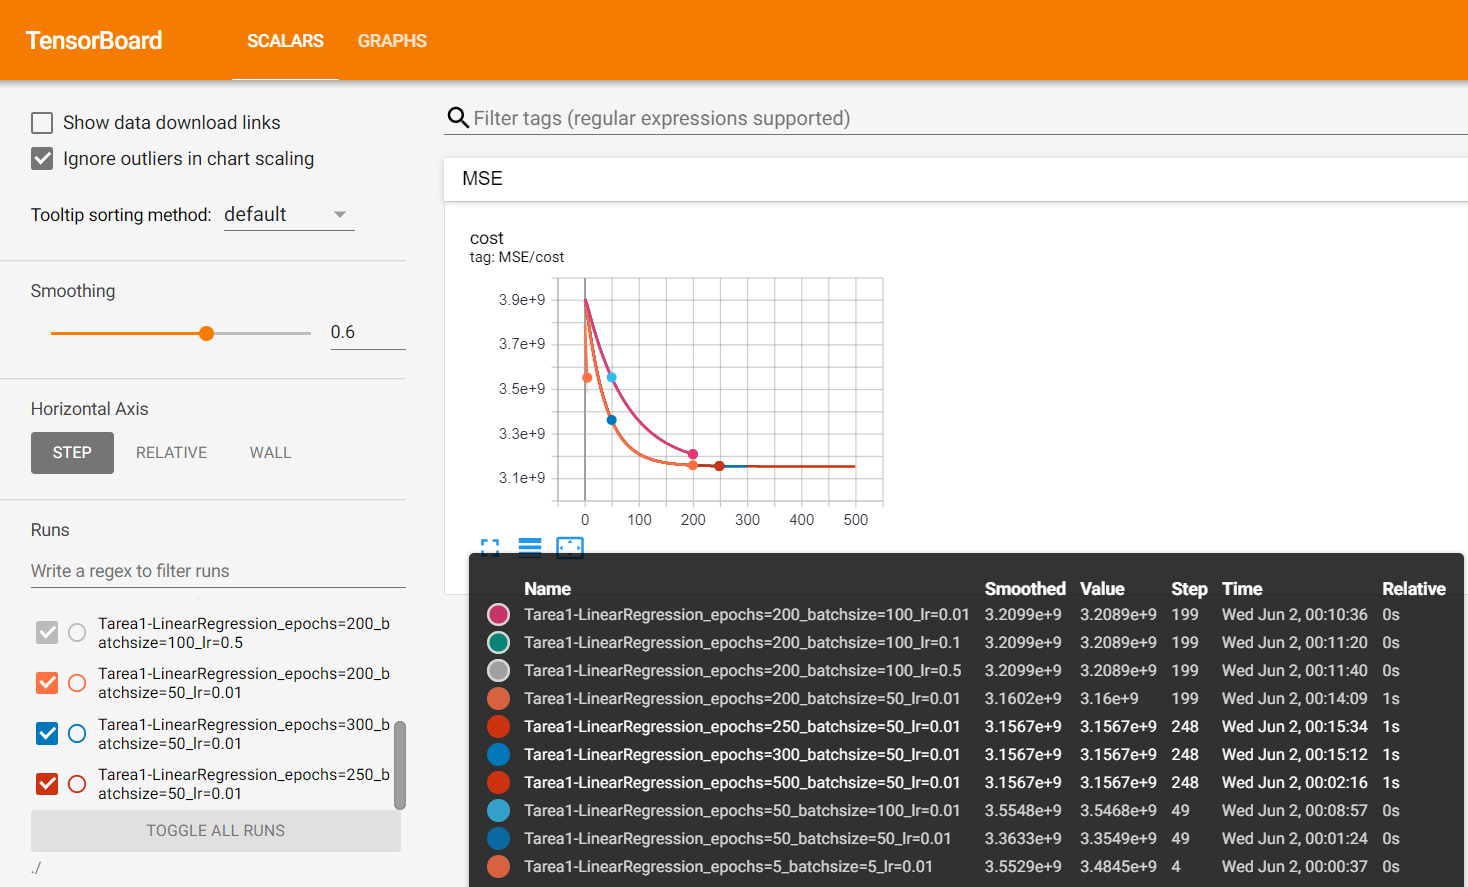 TensorBoard SCALARS GRAPHS
Show data download links
Ignore outliers in chart scaling
Tooltip sorting method: default
Smoothing
0.6
Horizontal Axis
STEP RELATIVE WALL
Runs
Write a regex to filter runs
Tarea1-LinearRegression_epochs=200_b
atchsize=100_lr=0.5
Tarea1-LinearRegression_epochs=200_b
atchsize=50_lr=0.01
Tarea1-LinearRegression_epochs=300_b
atchsize=50_lr=0.01
Tarea1-LinearRegression_epochs=250_b
atchsize=50_lr=0.01
TOGGLE ALL RUNS
./
Filter tags (regular expressions supported)
MSE
cost
tag: MSE/cost
3.9e+9
3.7e+9
3.5e+9
3.3e+9
3.1e+9
0 100 200 300 400 500
Name Smoothed Value Step Time Relative
Tarea1-LinearRegression_epochs=200_batchsize=100_lr=0.01 3.2099e+9 3.2089e+9 199 Wed Jun 2, 00:10:36 0s
Tarea1-LinearRegression_epochs=200_batchsize=100_lr=0.1 3.2099e+9 3.2089e+9 199 Wed Jun 2, 00:11:20 0s
Tarea1-LinearRegression_epochs=200_batchsize=100_lr=0.5 3.2099e+9 3.2089e+9 199 Wed Jun 2, 00:11:40 0s
Tarea1-LinearRegression_epochs=200_batchsize=50_lr=0.01 3.1602e+9 3.16e+9 199 Wed Jun 2, 00:14:09 1s
Tarea1-LinearRegression_epochs=250_batchsize=50_lr=0.01 3.1567e+9 3.1567e+9 248 Wed Jun 2, 00:15:34 1s
Tarea1-LinearRegression_epochs=300_batchsize=50_lr=0.01 3.1567e+9 3.1567e+9 248 Wed Jun 2, 00:15:12 1s
Tarea1-LinearRegression_epochs=500_batchsize=50_lr=0.01 3.1567e+9 3.1567e+9 248 Wed Jun 2, 00:02:16 1s
Tarea1-LinearRegression_epochs=50_batchsize=100_lr=0.01 3.5548e+9 3.5468e+9 49 Wed Jun 2, 00:08:57 0s
Tarea1-LinearRegression_epochs=50_batchsize=50_lr=0.01 3.3633e+9 3.3549e+9 49 Wed Jun 2, 00:01:24 0s
Tarea1-LinearRegression_epochs=5_batchsize=5_lr=0.01 3.5529e+9 3.4845e+9 4 Wed Jun 2, 00:00:37 0s